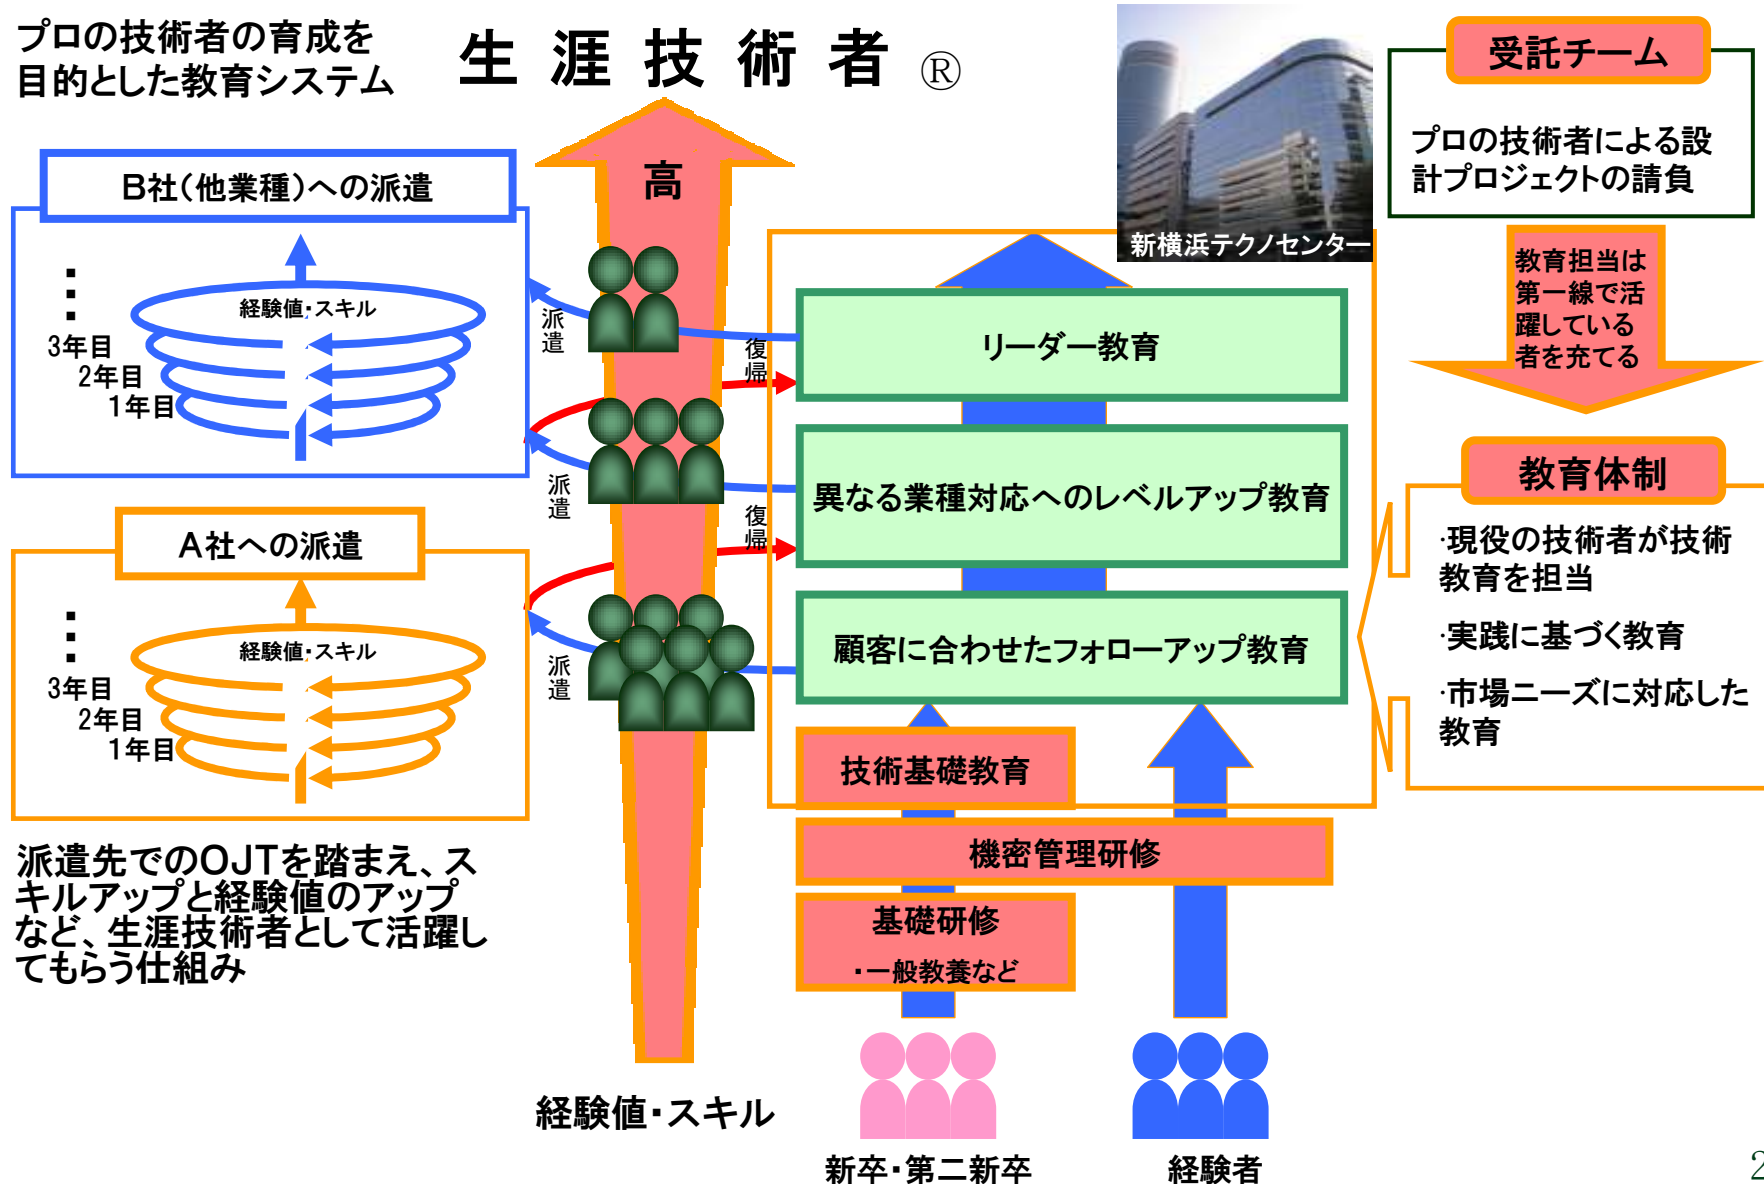 プロの技術者の育成を
目的とした教育システム
生涯技術者®
新横浜テクノセンター
受託チーム
プロの技術者による設
計プロジェクトの請負
教育担当は
第一線で活
躍している
者を充てる
教育体制
・現役の技術者が技術
教育を担当
・実践に基づく教育
・市場ニーズに対応した
教育
高
B社(他業種)への派遣
経験値・スキル
3年目
2年目
1年目
派遣
復帰
リーダー教育
派遣
復帰
異なる業種対応へのレベルアップ教育
A社への派遣
経験値・スキル
3年目
2年目
1年目
派遣
顧客に合わせたフォローアップ教育
技術基礎教育
機密管理研修
基礎研修
・一般教養など
派遣先でのOJTを踏まえ、ス
キルアップと経験値のアップ
など、生涯技術者として活躍し
てもらう仕組み
経験値・スキル
新卒・第二新卒
経験者